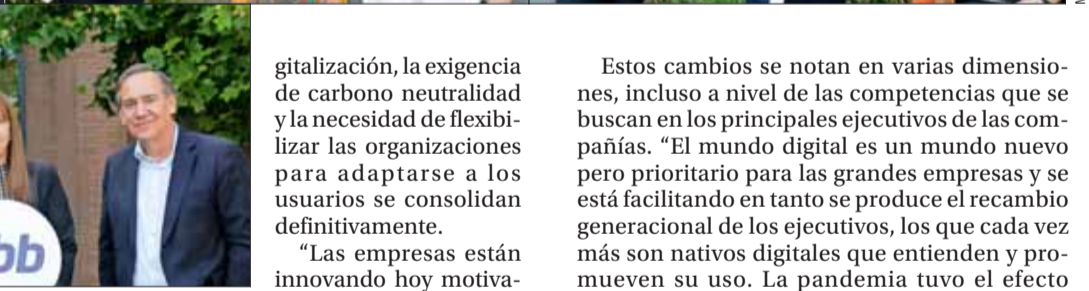 bb
gitalización, la exigencia
de carbono neutralidad
y la necesidad de flexibi-
lizar las organizaciones
para adaptarse a los
usuarios se consolidan
definitivamente.
“Las empresas están
innovando hoy motiva-
Estos cambios se notan en varias dimensio-
nes, incluso a nivel de las competencias que se
buscan en los principales ejecutivos de las com-
pañías. “El mundo digital es un mundo nuevo
pero prioritario para las grandes empresas y se
está facilitando en tanto se produce el recambio
generacional de los ejecutivos, los que cada vez
más son nativos digitales que entienden y pro-
mueven su uso. La pandemia tuvo el efecto